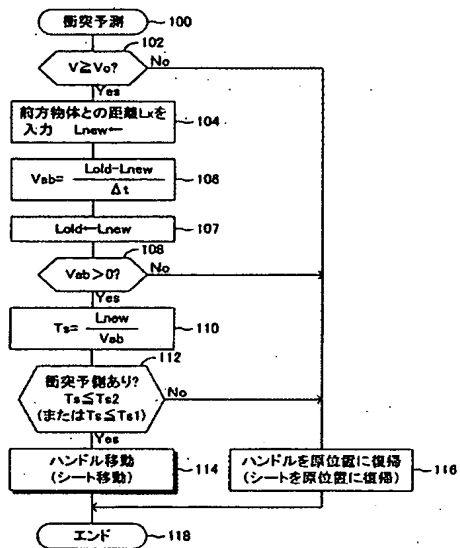 衝突予測
100
102
V≧Vo?
No
Yes
前方物体との距離Lxを
入力 Lnew←
104
Vab= Lold-Lnew
Δt
106
Lold←Lnew
107
108
Vab>0?
No
Yes
Ts= Lnew
Vab
110
112
衝突予測あり?
Ts≦Ts2
(またはTs≦Ts1)
No
Yes
ハンドル移動
(シート移動)
114
ハンドルを原位置に復帰
(シートを原位置に復帰)
116
エンド
118